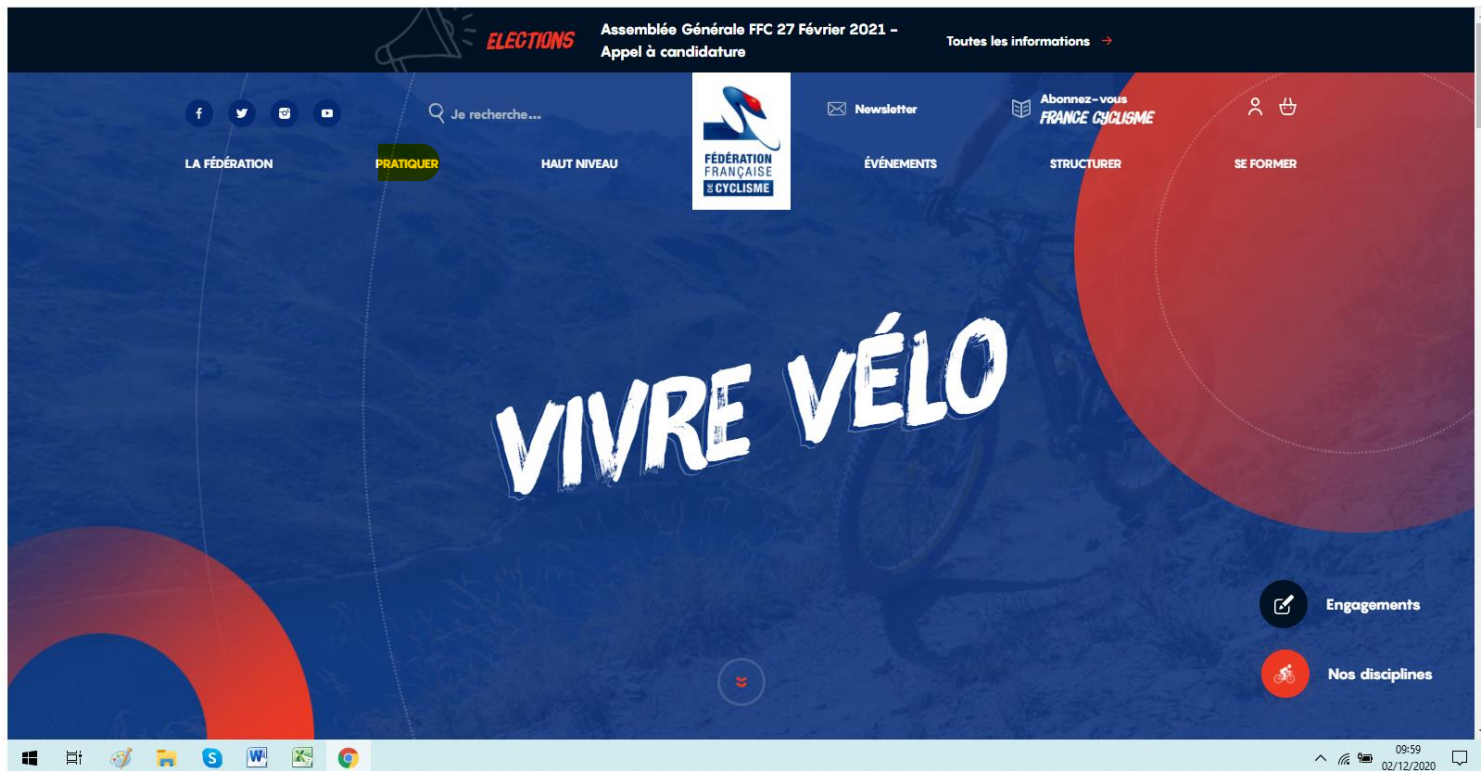 ELECTIONS
Assemblée Générale FFC 27 Février 2021 –
Appel à candidature
Toutes les informations →
Je recherche...
Newsletter
Abonnez-vous
FRANCE CYCLISME
LA FÉDÉRATION
PRATIQUER
HAUT NIVEAU
FÉDÉRATION
FRANÇAISE
DE CYCLISME
ÉVÉNEMENTS
STRUCTURER
SE FORMER
VIVRE VÉLO
Engagements
Nos disciplines
09:59
02/12/2020